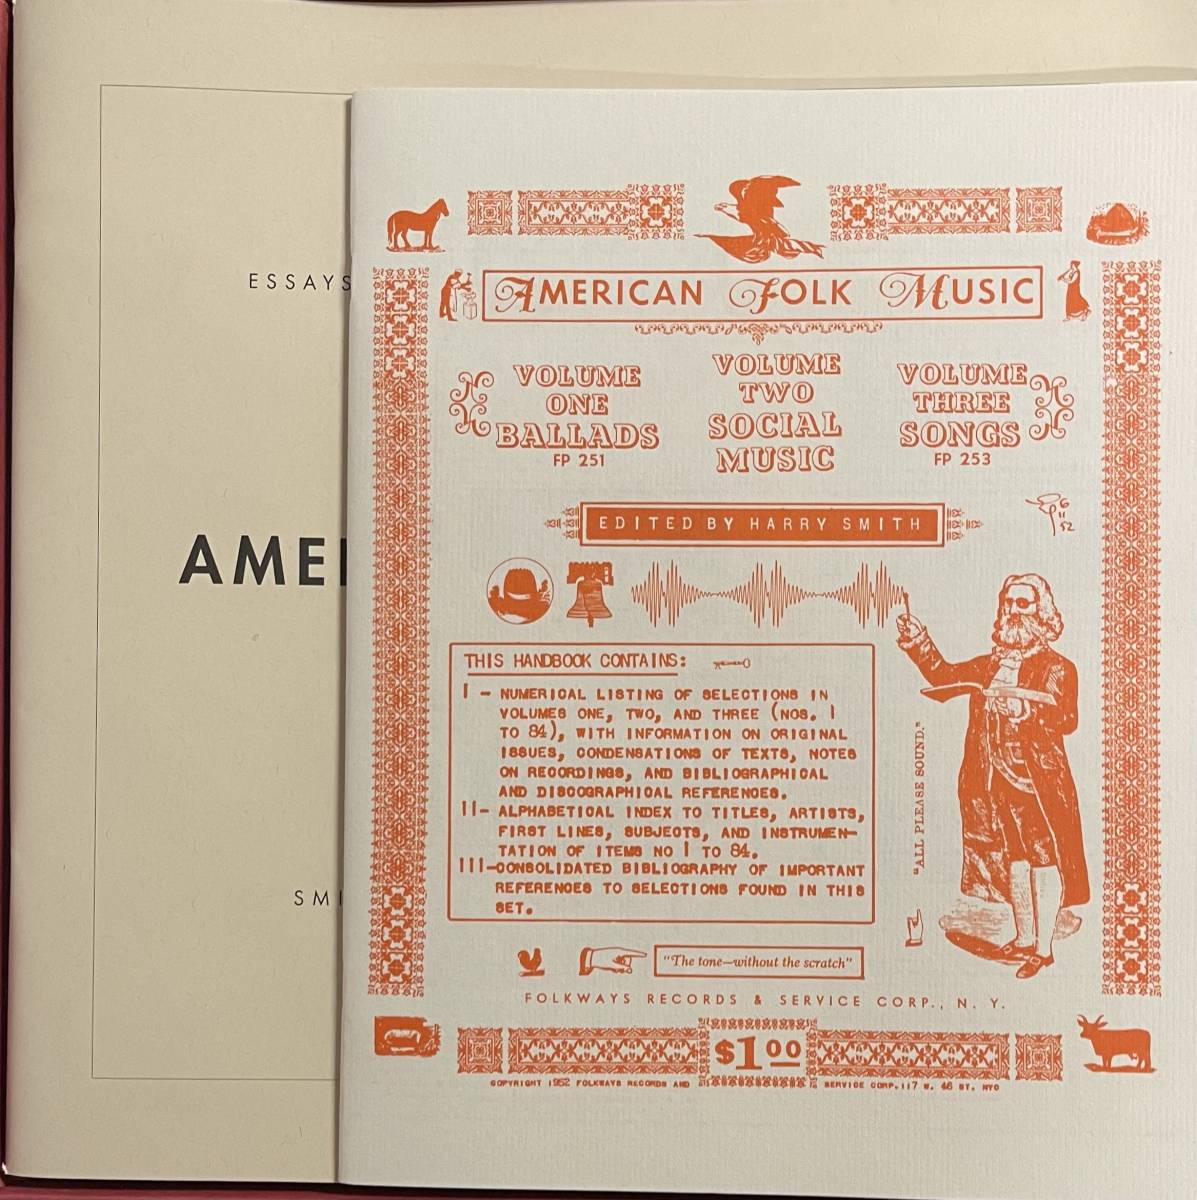 ESSAYS
AME
SMI
AMERICAN FOLK MUSIC
VOLUME
ONE
BALLADS
FP 251
VOLUME
TWO
SOCIAL
MUSIC
VOLUME
THREE
SONGS
FP 253
EDITED BY HARRY SMITH
6
11
52
THIS HANDBOOK CONTAINS:
I - NUMERICAL LISTING OF SELECTIONS IN
VOLUMES ONE, TWO, AND THREE (NOS. 1
TO 84), WITH INFORMATION ON ORIGINAL
ISSUES, CONDENSATIONS OF TEXTS, NOTES
ON RECORDINGS, AND BIBLIOGRAPHICAL
AND DISCOGRAPHICAL REFERENCES.
II- ALPHABETICAL INDEX TO TITLES, ARTISTS,
FIRST LINES, SUBJECTS, AND INSTRUMEN-
TATION OF ITEMS NO 1 TO 84.
III-CONSOLIDATED BIBLIOGRAPHY OF IMPORTANT
REFERENCES TO SELECTIONS FOUND IN THIS
SET.
"ALL PLEASE SOUND."
"The tone—without the scratch"
FOLKWAYS RECORDS & SERVICE CORP., N. Y.
$1.00
COPYRIGHT 1952 FOLKWAYS RECORDS AND SERVICE CORP. 117 W. 46 ST. NYC